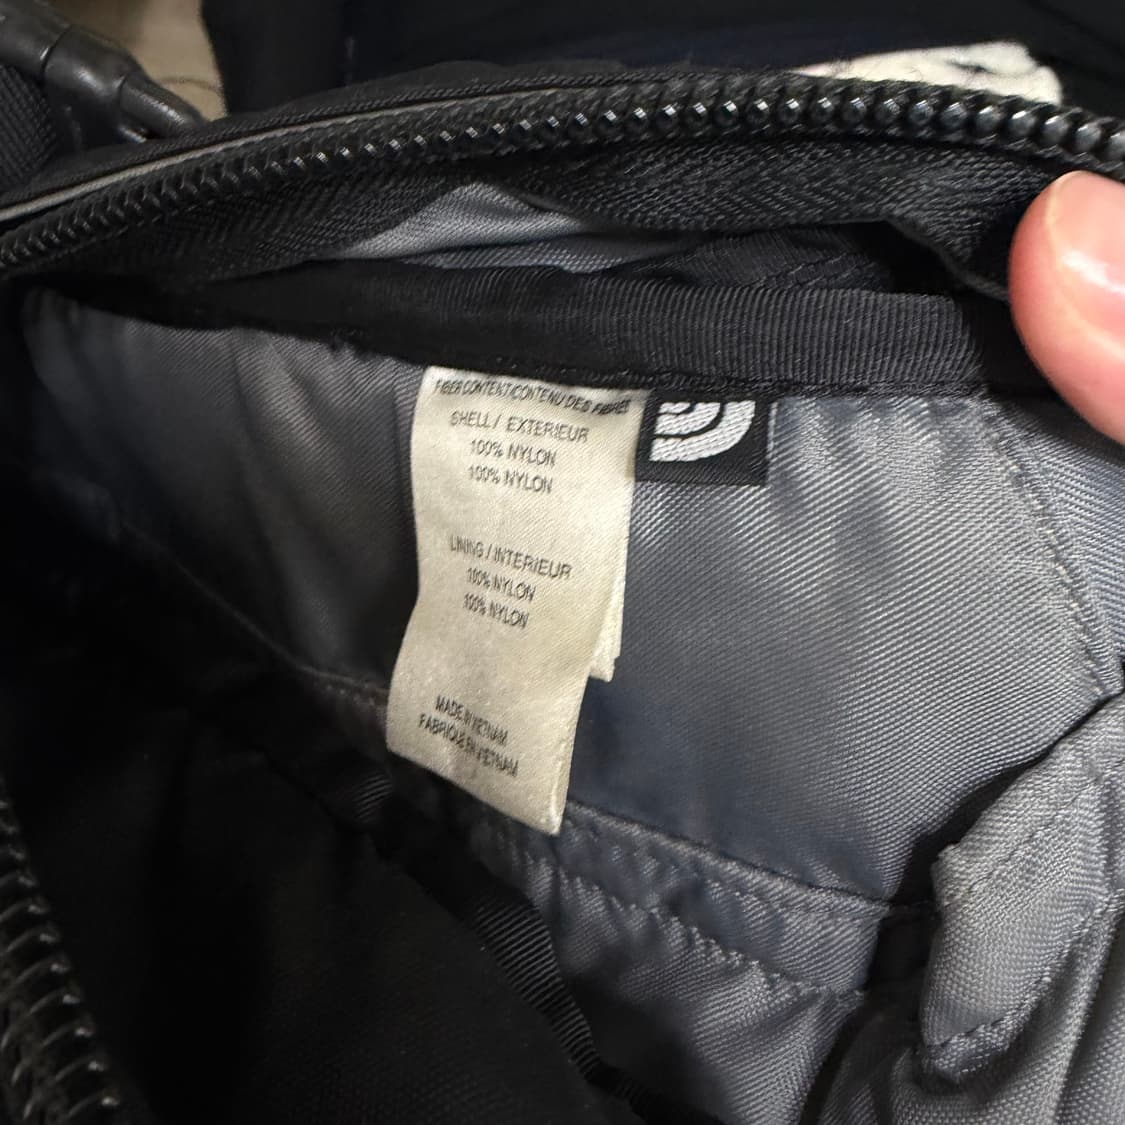 FIBER CONTENT/CONTENU DES FIBRES
SHELL / EXTERIEUR
100% NYLON
100% NYLON
LINING / INTERIEUR
100% NYLON
100% NYLON
MADE IN VIETNAM
FABRIQUE EN VIETNAM